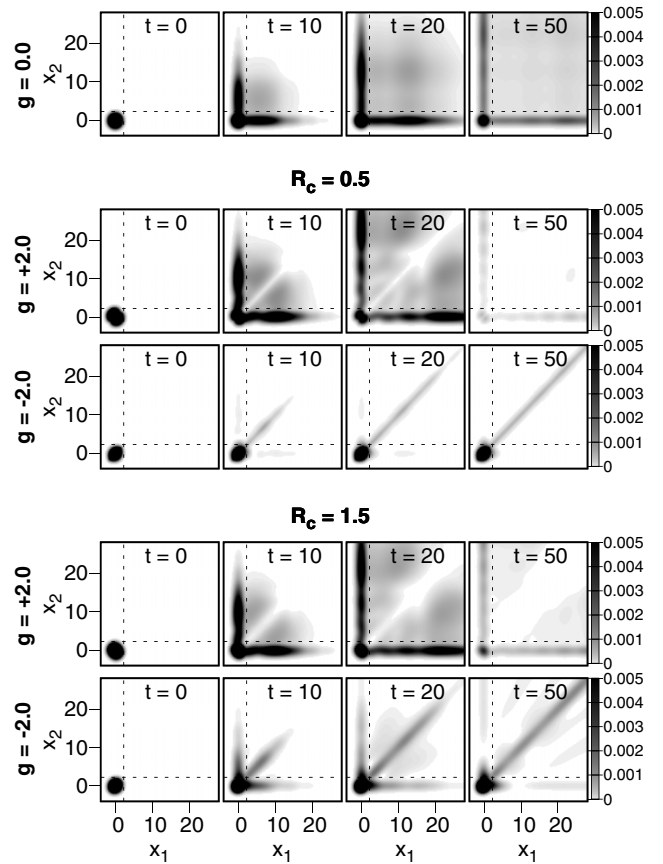 t = 0 t = 10 t = 20 t = 50
g = 0.0
x2
20
10
0
0.005
0.004
0.003
0.002
0.001
0
Rc = 0.5
t = 0 t = 10 t = 20 t = 50
g = +2.0
x2
20
10
0
0.005
0.004
0.003
0.002
0.001
0
t = 0 t = 10 t = 20 t = 50
g = -2.0
x2
20
10
0
0.005
0.004
0.003
0.002
0.001
0
Rc = 1.5
t = 0 t = 10 t = 20 t = 50
g = +2.0
x2
20
10
0
0.005
0.004
0.003
0.002
0.001
0
t = 0 t = 10 t = 20 t = 50
g = -2.0
x2
20
10
0
0.005
0.004
0.003
0.002
0.001
0
0 10 20 0 10 20 0 10 20 0 10 20
x1 x1 x1 x1